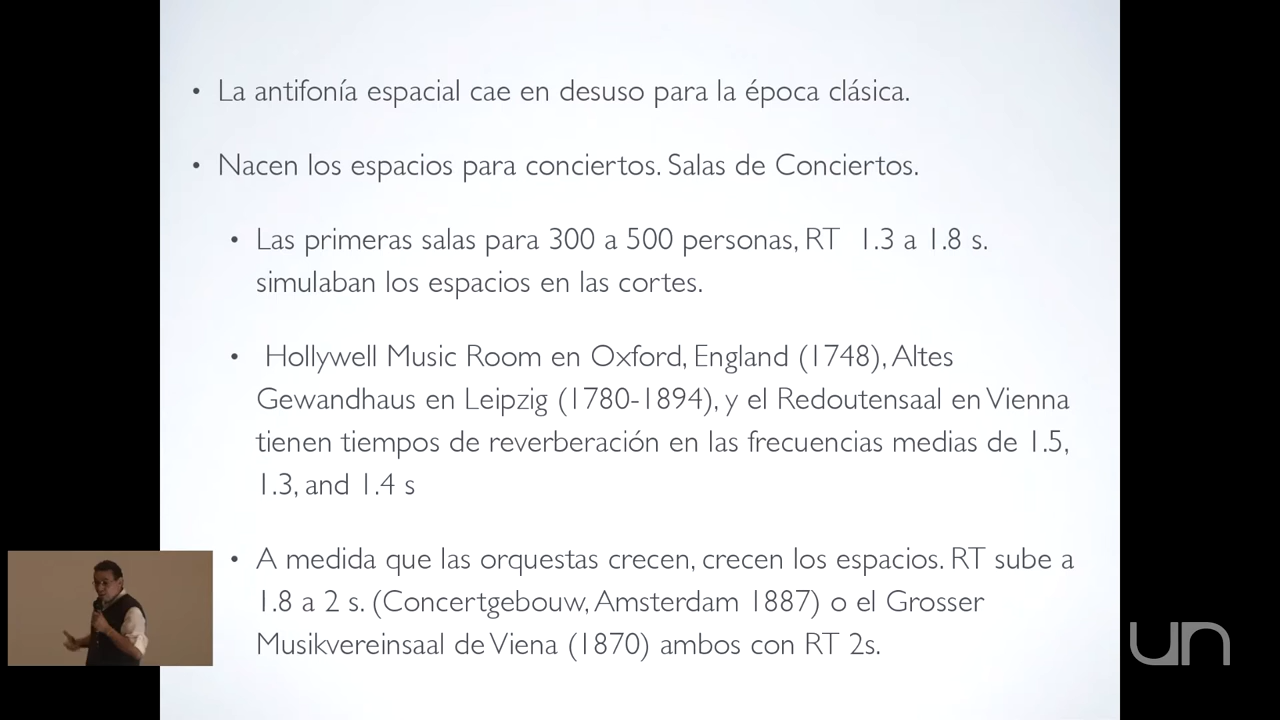 • La antifonía espacial cae en desuso para la época clásica.
• Nacen los espacios para conciertos. Salas de Conciertos.
• Las primeras salas para 300 a 500 personas, RT 1.3 a 1.8 s.
simulaban los espacios en las cortes.
• Hollywell Music Room en Oxford, England (1748), Altes
Gewandhaus en Leipzig (1780-1894), y el Redoutensaal en Vienna
tienen tiempos de reverberación en las frecuencias medias de 1.5,
1.3, and 1.4 s
• A medida que las orquestas crecen, crecen los espacios. RT sube a
1.8 a 2 s. (Concertgebouw, Amsterdam 1887) o el Grosser
Musikvereinsaal de Viena (1870) ambos con RT 2s.
un